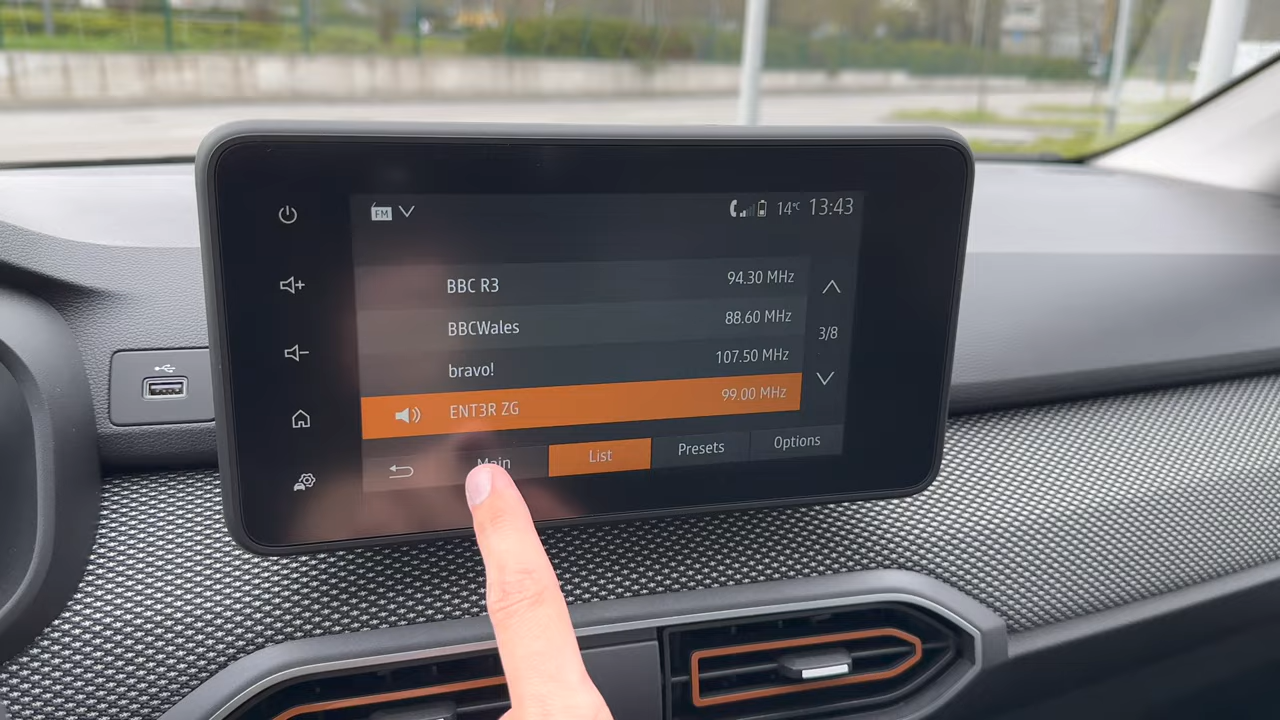 FM 14°C 13:43
BBC R3 94.30 MHz
BBCWales 88.60 MHz
3/8
bravo! 107.50 MHz
ENT3R ZG 99.00 MHz
Main List Presets Options